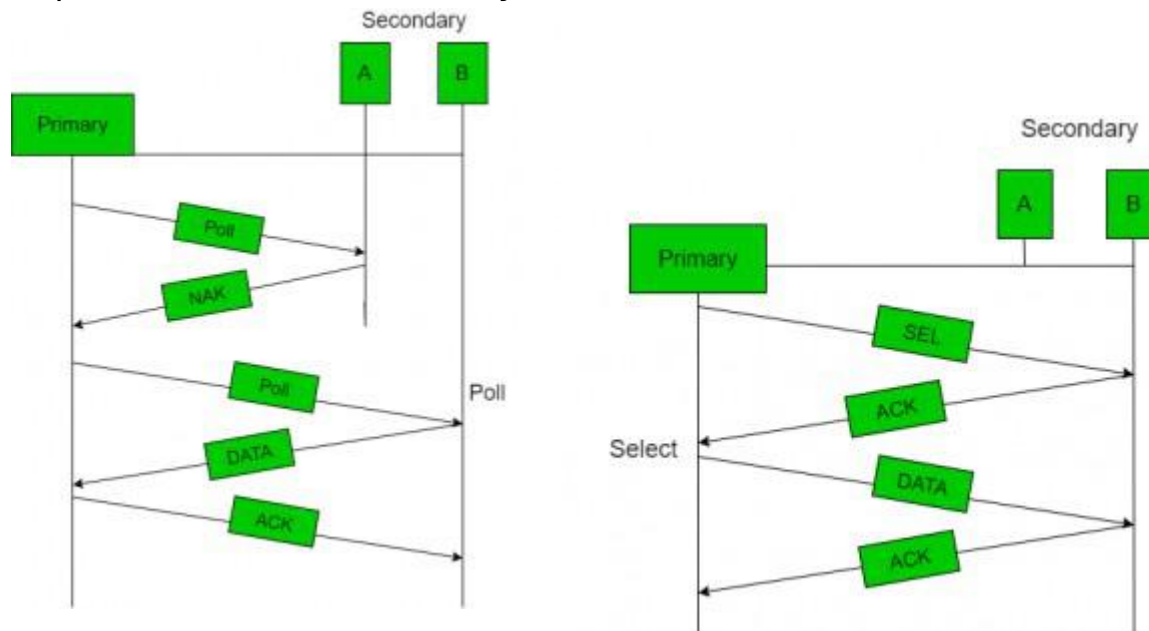 Secondary
A
B
Primary
Poll
NAK
Poll
Poll
DATA
ACK
Secondary
A
B
Primary
SEL
ACK
Select
DATA
ACK